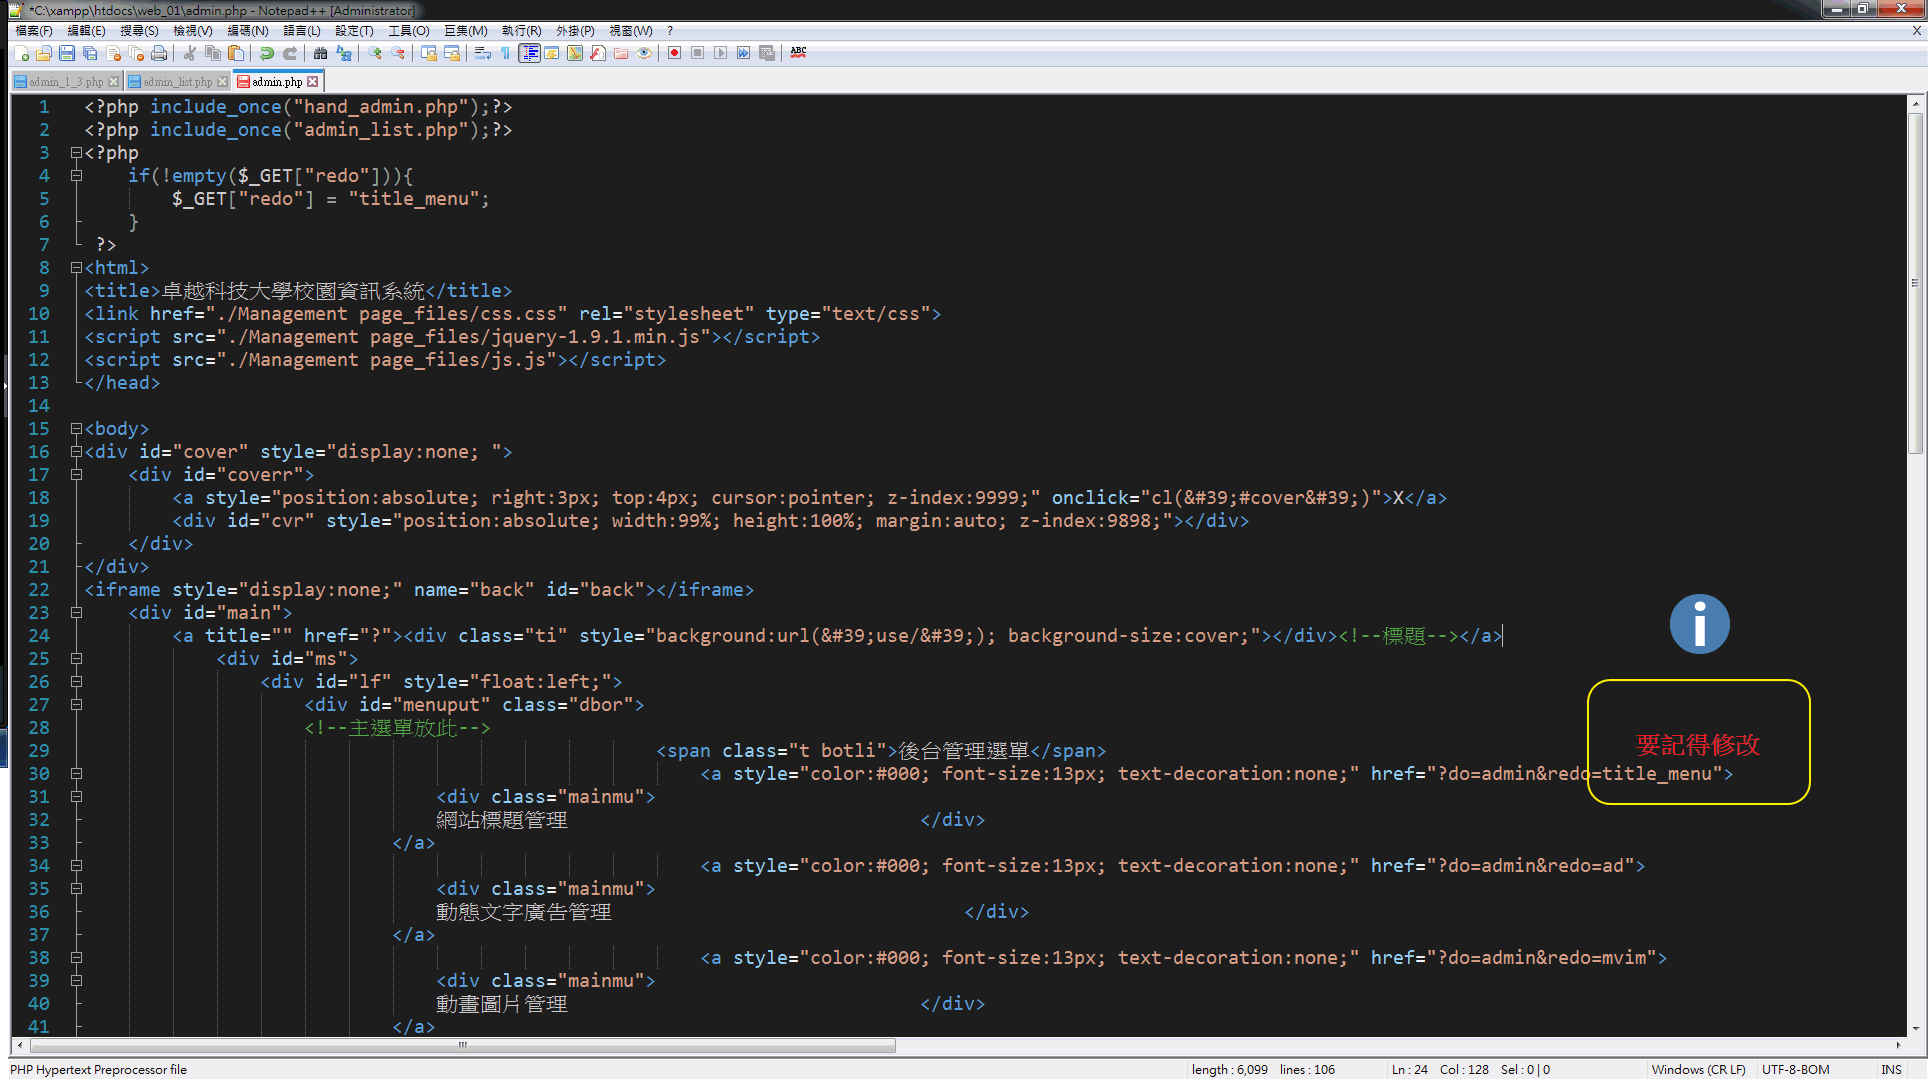 *C:\xampp\htdocs\web_01\admin.php - Notepad++ [Administrator]
檔案(F) 編輯(E) 搜尋(S) 檢視(V) 編碼(N) 語言(L) 設定(T) 工具(O) 巨集(M) 執行(R) 外掛(P) 視窗(W) ? X
ABC
admin_1_3.php admin_list.php admin.php
1 <?php include_once("hand_admin.php");?>
2 <?php include_once("admin_list.php");?>
3 <?php
4 if(!empty($_GET["redo"])){
5 $_GET["redo"] = "title_menu";
6 }
7 ?>
8 <html>
9 <title>卓越科技大學校園資訊系統</title>
10 <link href="./Management page_files/css.css" rel="stylesheet" type="text/css">
11 <script src="./Management page_files/jquery-1.9.1.min.js"></script>
12 <script src="./Management page_files/js.js"></script>
13 </head>
14
15 <body>
16 <div id="cover" style="display:none; ">
17 <div id="coverr">
18 <a style="position:absolute; right:3px; top:4px; cursor:pointer; z-index:9999;" onclick="cl(&#39;#cover&#39;)">X</a>
19 <div id="cvr" style="position:absolute; width:99%; height:100%; margin:auto; z-index:9898;"></div>
20 </div>
21 </div>
22 <iframe style="display:none;" name="back" id="back"></iframe>
23 <div id="main">
24 <a title="" href="?"><div class="ti" style="background:url(&#39;use/&#39;); background-size:cover;"></div><!--標題--></a>
25 <div id="ms">
26 <div id="lf" style="float:left;">
27 <div id="menuput" class="dbor">
28 <!--主選單放此-->
29 <span class="t botli">後台管理選單</span>
要記得修改
30 <a style="color:#000; font-size:13px; text-decoration:none;" href="?do=admin&redo=title_menu">
31 <div class="mainmu">
32 網站標題管理 </div>
33 </a>
34 <a style="color:#000; font-size:13px; text-decoration:none;" href="?do=admin&redo=ad">
35 <div class="mainmu">
36 動態文字廣告管理 </div>
37 </a>
38 <a style="color:#000; font-size:13px; text-decoration:none;" href="?do=admin&redo=mvim">
39 <div class="mainmu">
40 動畫圖片管理 </div>
41 </a>
PHP Hypertext Preprocessor file length : 6,099 lines : 106 Ln : 24 Col : 128 Sel : 0 | 0 Windows (CR LF) UTF-8-BOM INS